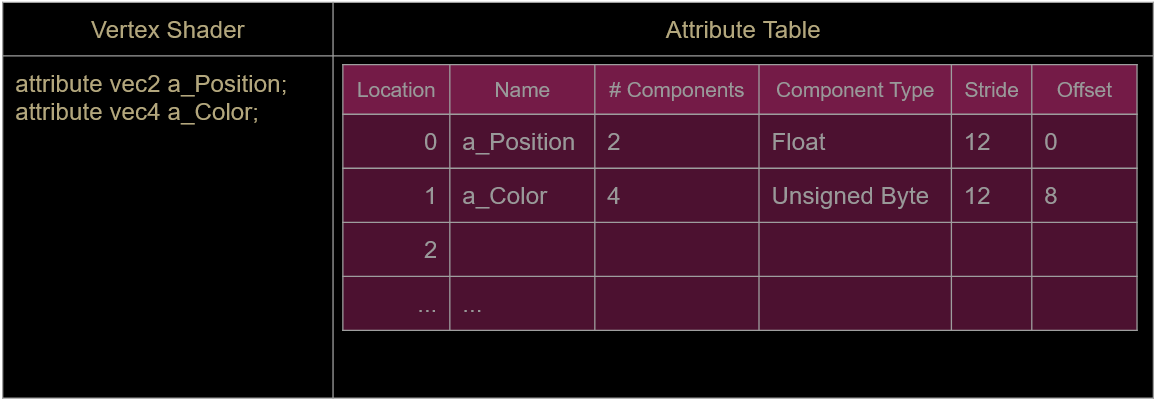 Vertex Shader
Attribute Table
attribute vec2 a_Position;
attribute vec4 a_Color;
Location Name # Components Component Type Stride Offset
0 a_Position 2 Float 12 0
1 a_Color 4 Unsigned Byte 12 8
2
... ...